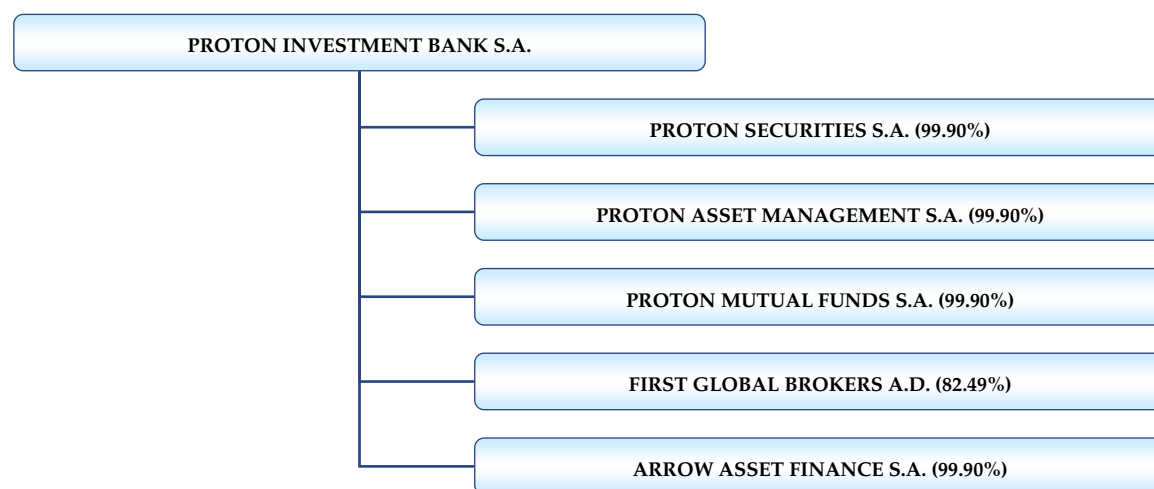 PROTON INVESTMENT BANK S.A.
PROTON SECURITIES S.A. (99.90%)
PROTON ASSET MANAGEMENT S.A. (99.90%)
PROTON MUTUAL FUNDS S.A. (99.90%)
FIRST GLOBAL BROKERS A.D. (82.49%)
ARROW ASSET FINANCE S.A. (99.90%)